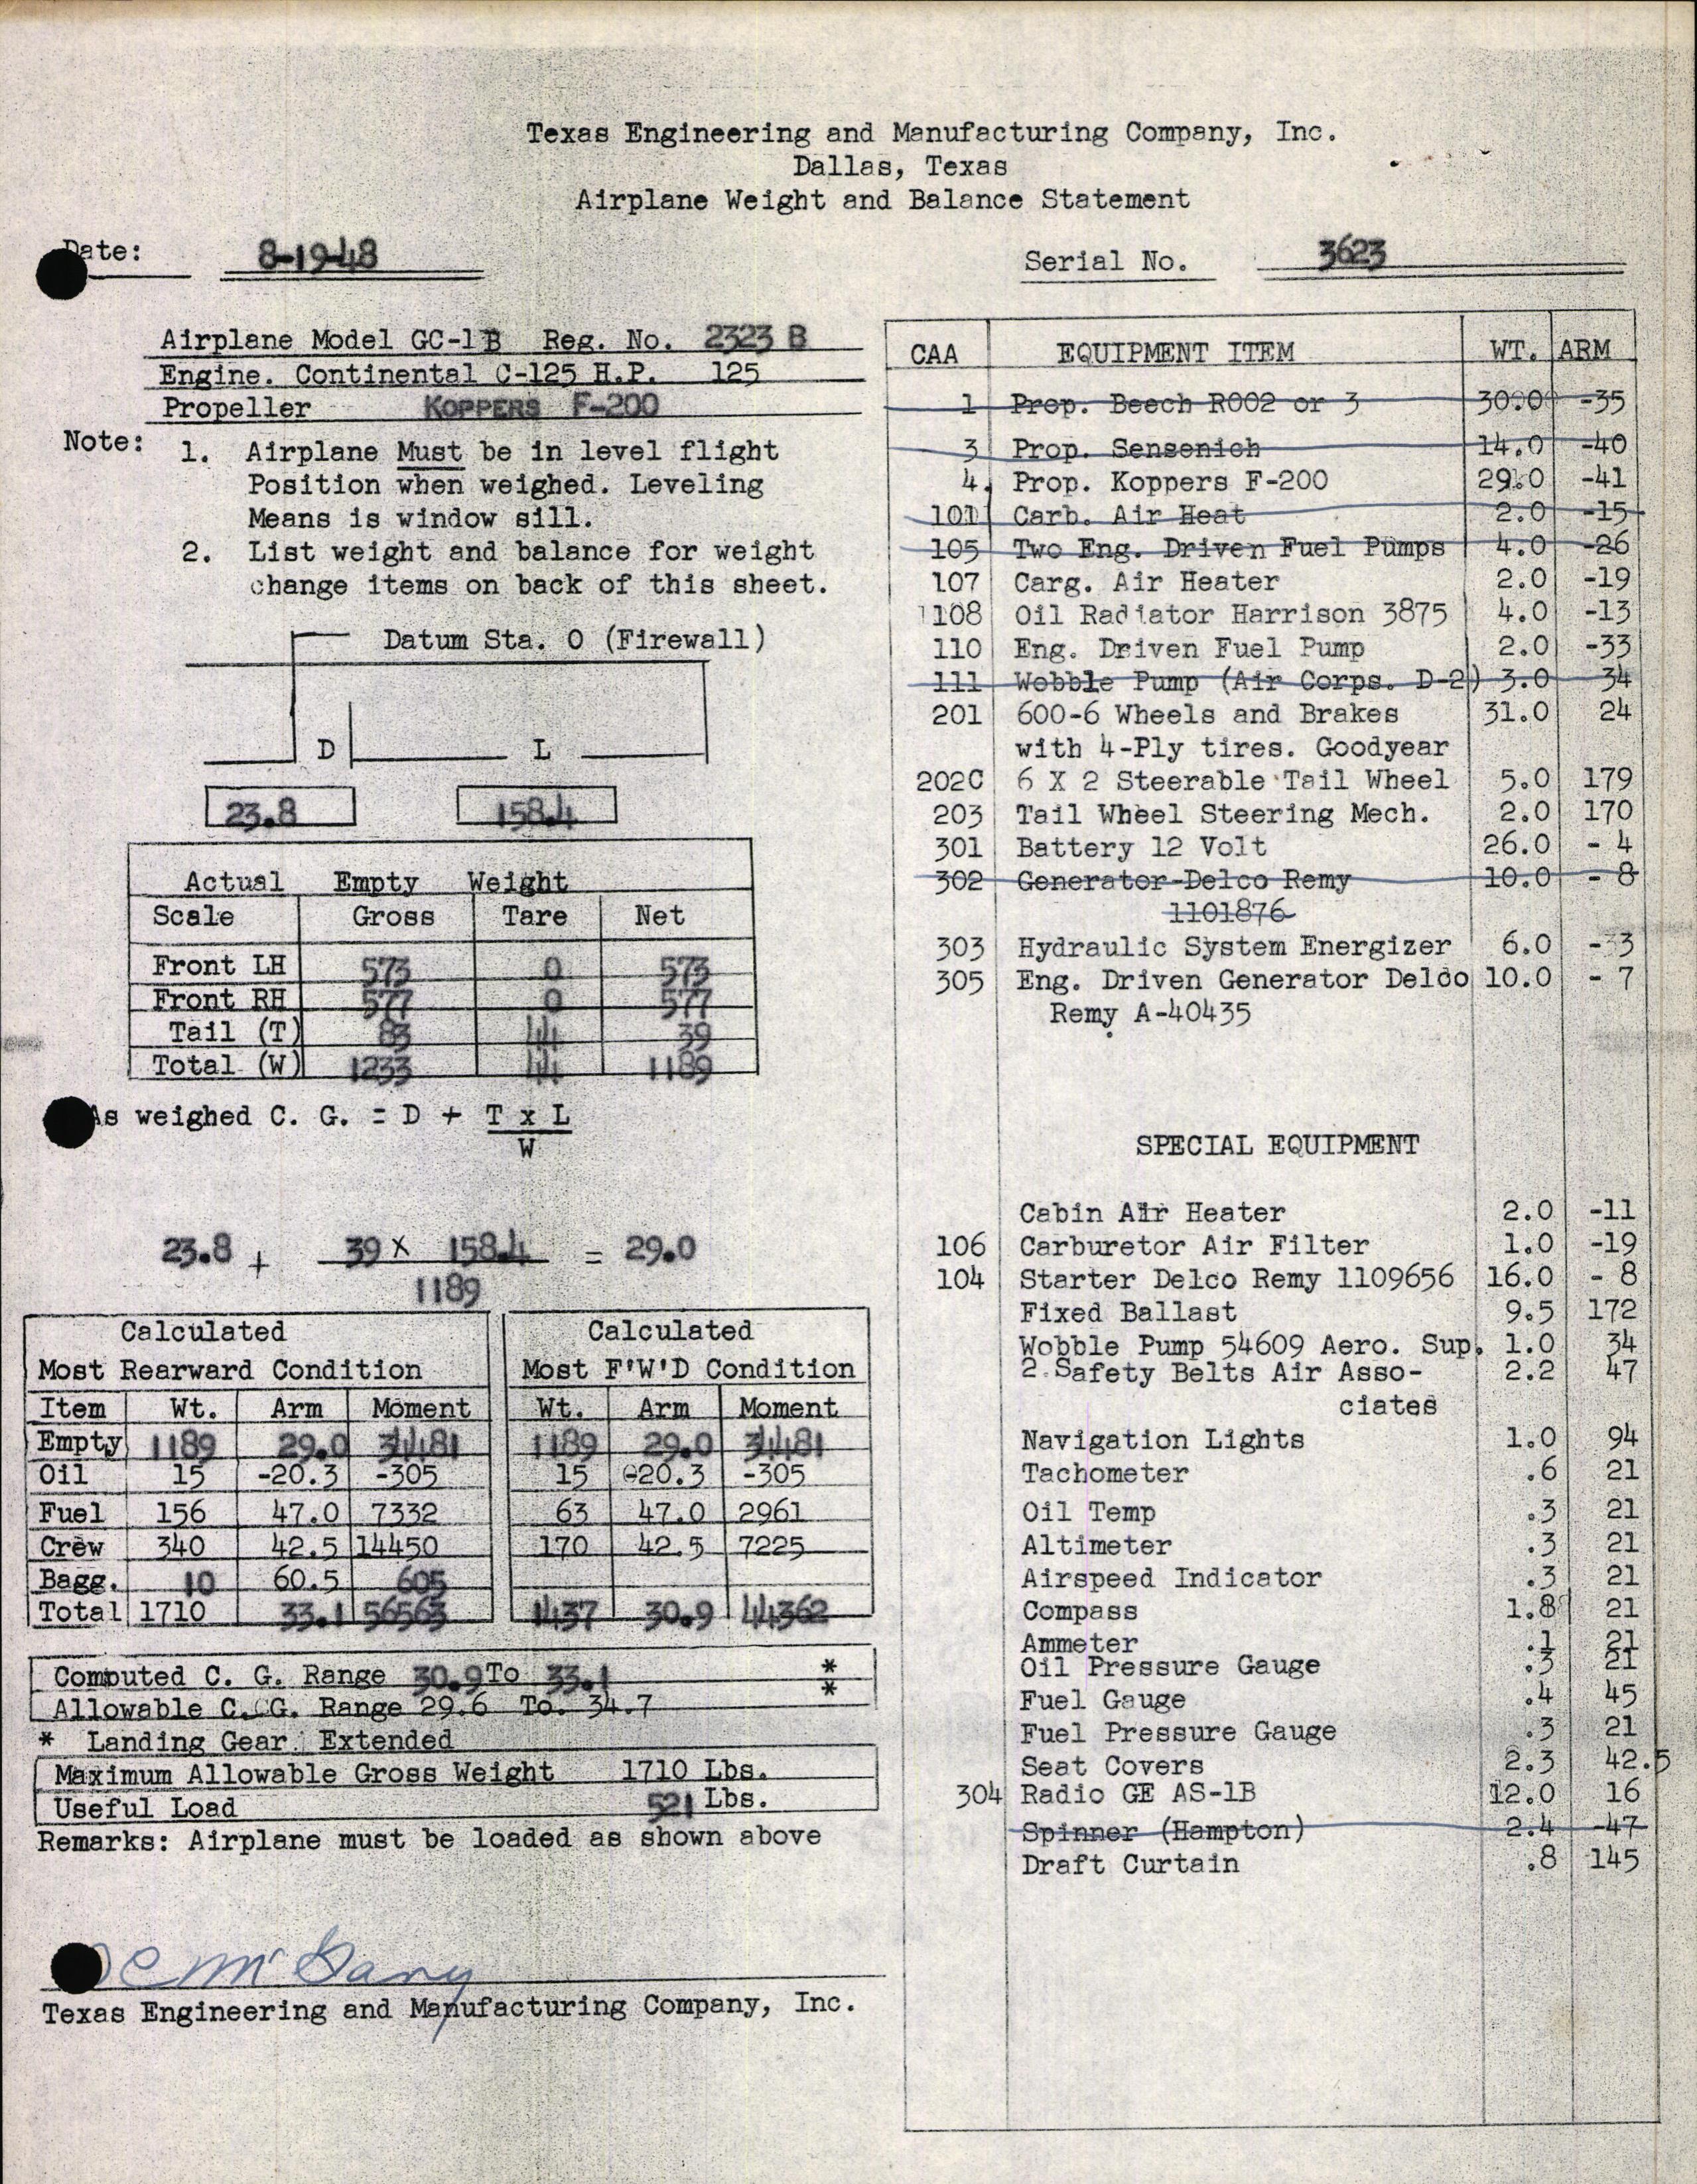 Texas Engineering and Manufacturing Company, Inc.
Dallas, Texas
Airplane Weight and Balance Statement
Date: 8-19-48
Serial No. 3623
Airplane Model GC-1B Reg. No. 2323 B
Engine. Continental C-125 H.P. 125
Propeller KOPPERS F-200
Note: 1. Airplane Must be in level flight
Position when weighed. Leveling
Means is window sill.
2. List weight and balance for weight
change items on back of this sheet.
Datum Sta. 0 (Firewall)
D L
23.8 158.4
Actual Empty Weight
Scale Gross Tare Net
Front LH 573 0 573
Front RH 577 0 577
Tail (T) 83 44 39
Total (W) 1233 44 1189
As weighed C. G. = D + T x L
W
23.8 + 39 x 158.4 = 29.0
1189
Calculated
Most Rearward Condition
Item Wt. Arm Moment
Empty 1189 29.0 34481
Oil 15 -20.3 -305
Fuel 156 47.0 7332
Crew 340 42.5 14450
Bagg. 10 60.5 605
Total 1710 33.1 56563
Calculated
Most F'W'D Condition
Wt. Arm Moment
1189 29.0 34481
15 -20.3 -305
63 47.0 2961
170 42.5 7225
1437 30.9 44362
Computed C. G. Range 30.9 To 33.1 *
Allowable C. G. Range 29.6 To. 34.7 *
* Landing Gear Extended
Maximum Allowable Gross Weight 1710 Lbs.
Useful Load 521 Lbs.
Remarks: Airplane must be loaded as shown above
Texas Engineering and Manufacturing Company, Inc.
CAA EQUIPMENT ITEM WT. ARM
1 Prop. Beech R002 or 3 30.0 -35
3 Prop. Sensenich 14.0 -40
4. Prop. Koppers F-200 29.0 -41
101 Carb. Air Heat 2.0 -15
105 Two Eng. Driven Fuel Pumps 4.0 -26
107 Carg. Air Heater 2.0 -19
108 Oil Radiator Harrison 3875 4.0 -13
110 Eng. Driven Fuel Pump 2.0 -33
111 Wobble Pump (Air Corps. D-2) 3.0 34
201 600-6 Wheels and Brakes 31.0 24
with 4-Ply tires. Goodyear
202C 6 X 2 Steerable Tail Wheel 5.0 179
203 Tail Wheel Steering Mech. 2.0 170
301 Battery 12 Volt 26.0 - 4
302 Generator-Delco Remy 10.0 - 8
1101876
303 Hydraulic System Energizer 6.0 -33
305 Eng. Driven Generator Delco 10.0 - 7
Remy A-40435
SPECIAL EQUIPMENT
Cabin Air Heater 2.0 -11
106 Carburetor Air Filter 1.0 -19
104 Starter Delco Remy 1109656 16.0 - 8
Fixed Ballast 9.5 172
Wobble Pump 54609 Aero. Sup. 1.0 34
2 Safety Belts Air Asso- 2.2 47
ciates
Navigation Lights 1.0 94
Tachometer .6 21
Oil Temp .3 21
Altimeter .3 21
Airspeed Indicator .3 21
Compass 1.8 21
Ammeter .1 21
Oil Pressure Gauge .3 21
Fuel Gauge .4 45
Fuel Pressure Gauge .3 21
Seat Covers 2.3 42.5
304 Radio GE AS-1B 12.0 16
Spinner (Hampton) 2.4 -47
Draft Curtain .8 145